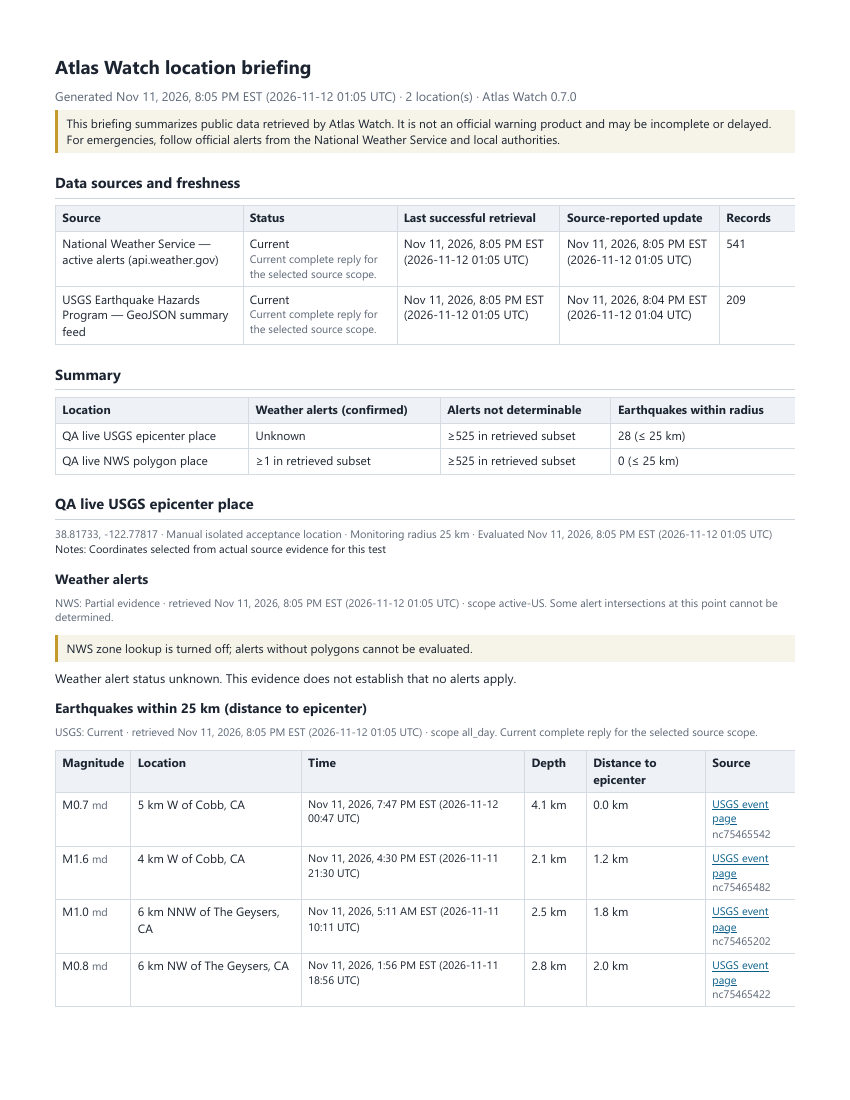 Atlas Watch location briefing
Generated Nov 11, 2026, 8:05 PM EST (2026-11-12 01:05 UTC) · 2 location(s) · Atlas Watch 0.7.0
This briefing summarizes public data retrieved by Atlas Watch. It is not an official warning product and may be incomplete or delayed.
For emergencies, follow official alerts from the National Weather Service and local authorities.
Data sources and freshness
Source Status Last successful retrieval Source-reported update Records
National Weather Service — active alerts (api.weather.gov) Current Current complete reply for the selected source scope. Nov 11, 2026, 8:05 PM EST (2026-11-12 01:05 UTC) Nov 11, 2026, 8:05 PM EST (2026-11-12 01:05 UTC) 541
USGS Earthquake Hazards Program — GeoJSON summary feed Current Current complete reply for the selected source scope. Nov 11, 2026, 8:05 PM EST (2026-11-12 01:05 UTC) Nov 11, 2026, 8:04 PM EST (2026-11-12 01:04 UTC) 209
Summary
Location Weather alerts (confirmed) Alerts not determinable Earthquakes within radius
QA live USGS epicenter place Unknown ≥525 in retrieved subset 28 (≤ 25 km)
QA live NWS polygon place ≥1 in retrieved subset ≥525 in retrieved subset 0 (≤ 25 km)
QA live USGS epicenter place
38.81733, -122.77817 · Manual isolated acceptance location · Monitoring radius 25 km · Evaluated Nov 11, 2026, 8:05 PM EST (2026-11-12 01:05 UTC)
Notes: Coordinates selected from actual source evidence for this test
Weather alerts
NWS: Partial evidence · retrieved Nov 11, 2026, 8:05 PM EST (2026-11-12 01:05 UTC) · scope active-US. Some alert intersections at this point cannot be
determined.
NWS zone lookup is turned off; alerts without polygons cannot be evaluated.
Weather alert status unknown. This evidence does not establish that no alerts apply.
Earthquakes within 25 km (distance to epicenter)
USGS: Current · retrieved Nov 11, 2026, 8:05 PM EST (2026-11-12 01:05 UTC) · scope all_day. Current complete reply for the selected source scope.
Magnitude Location Time Depth Distance to epicenter Source
M0.7 md 5 km W of Cobb, CA Nov 11, 2026, 7:47 PM EST (2026-11-12 00:47 UTC) 4.1 km 0.0 km USGS event page nc75465542
M1.6 md 4 km W of Cobb, CA Nov 11, 2026, 4:30 PM EST (2026-11-11 21:30 UTC) 2.1 km 1.2 km USGS event page nc75465482
M1.0 md 6 km NNW of The Geysers, CA Nov 11, 2026, 5:11 AM EST (2026-11-11 10:11 UTC) 2.5 km 1.8 km USGS event page nc75465202
M0.8 md 6 km NW of The Geysers, CA Nov 11, 2026, 1:56 PM EST (2026-11-11 18:56 UTC) 2.8 km 2.0 km USGS event page nc75465422